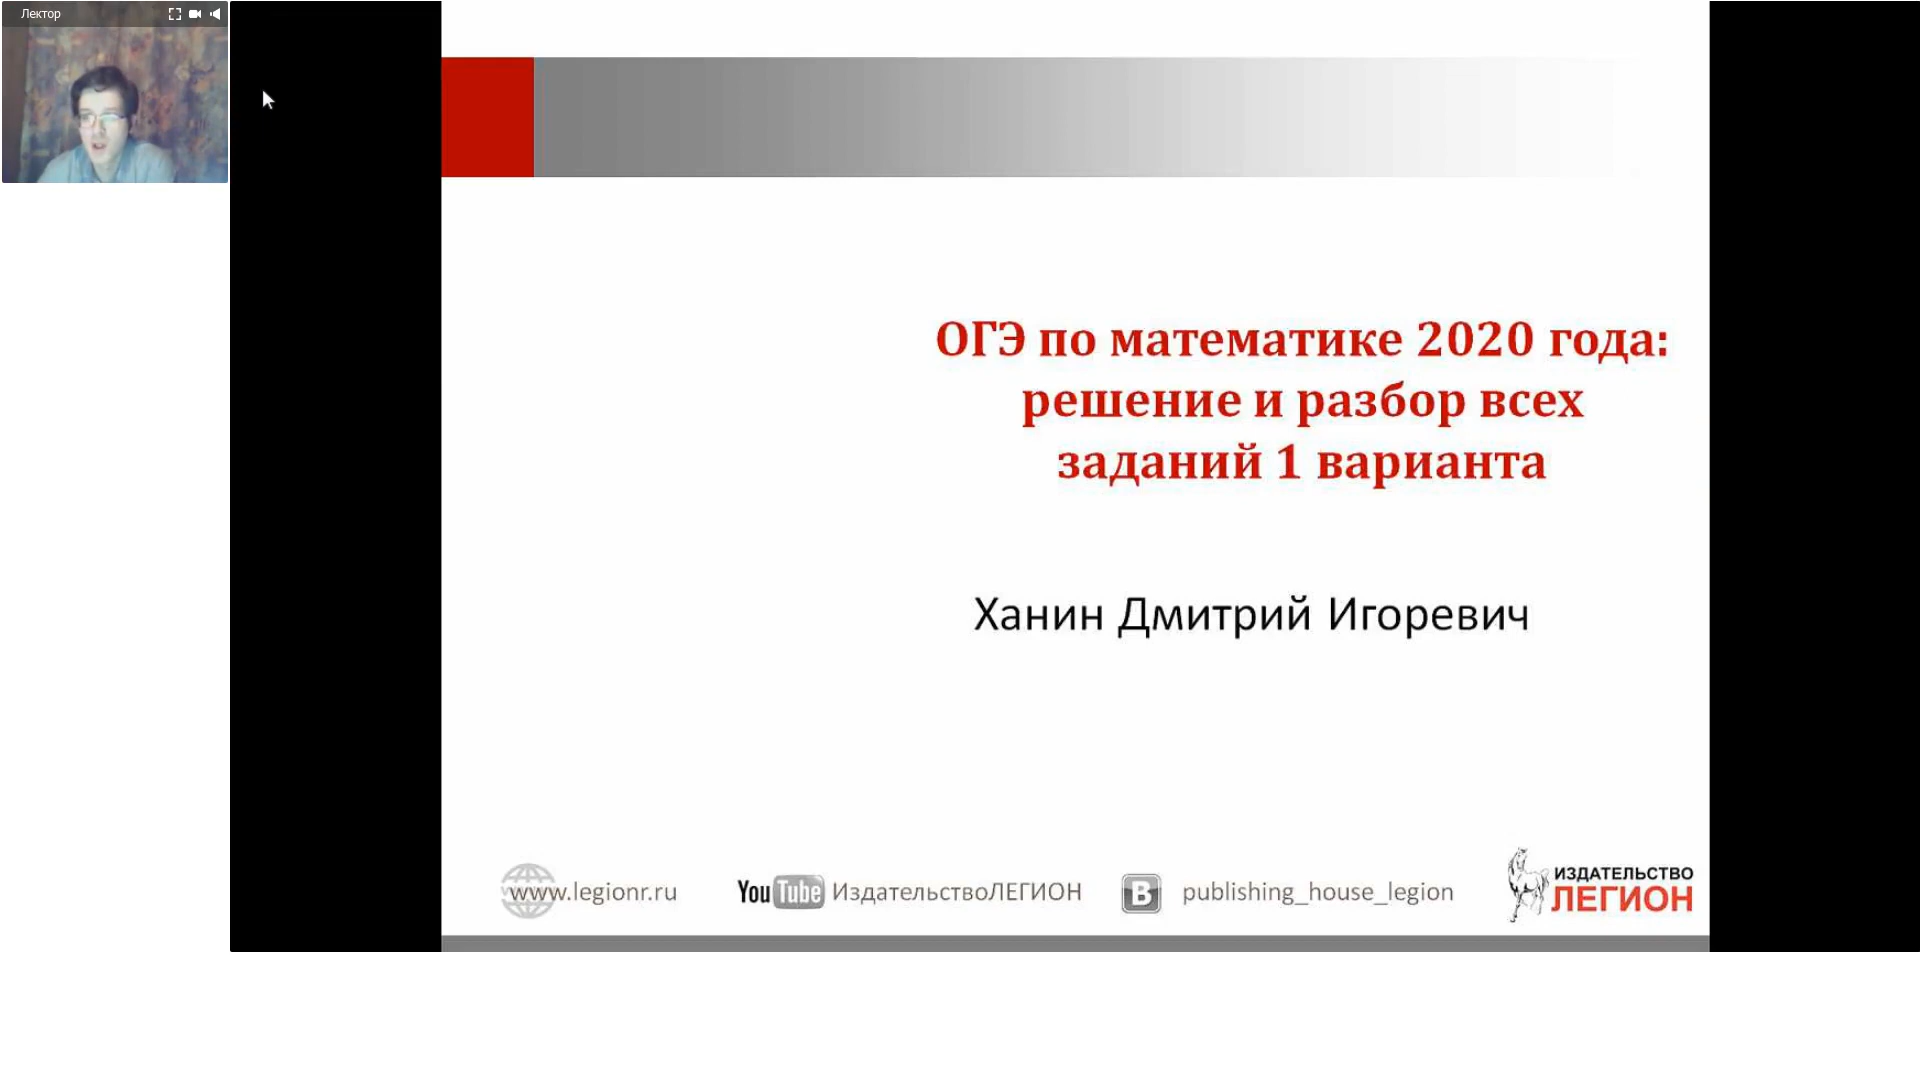 Лектор
ОГЭ по математике 2020 года:
решение и разбор всех
заданий 1 варианта
Ханин Дмитрий Игоревич
www.legionr.ru
YouTube ИздательствоЛЕГИОН
B publishing_house_legion
ИЗДАТЕЛЬСТВО
ЛЕГИОН